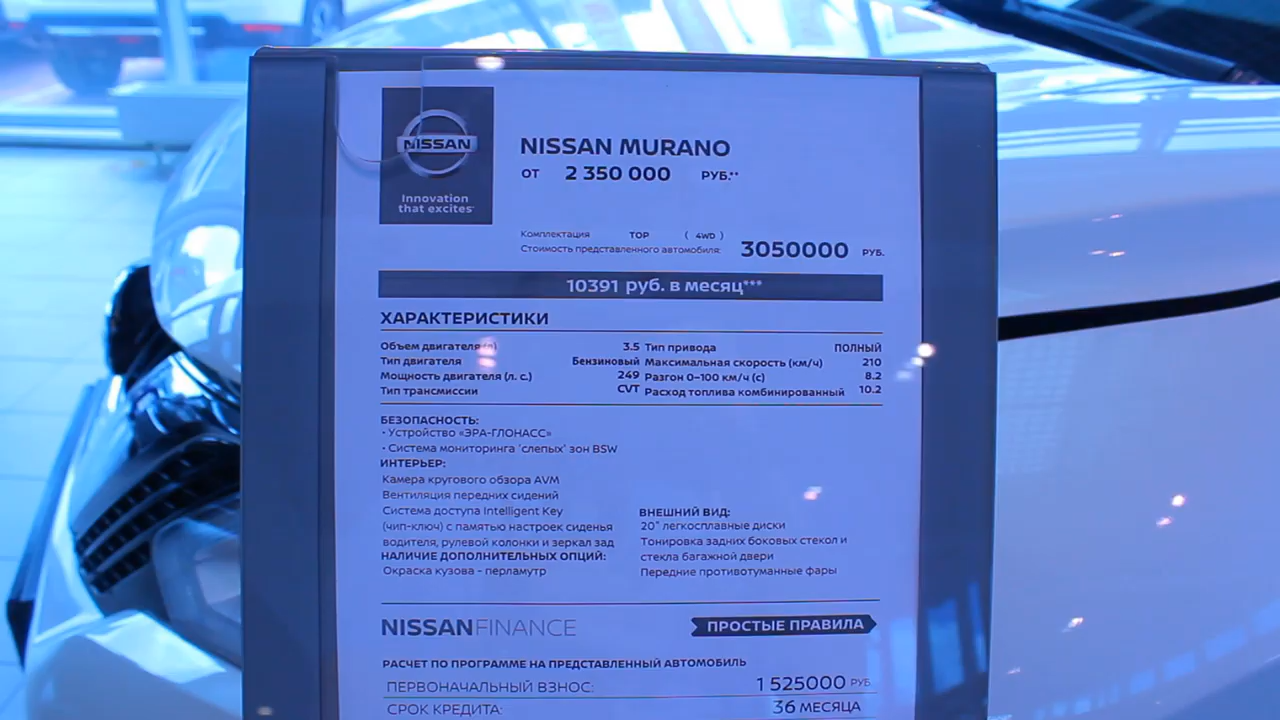 NISSAN
Innovation
that excites
NISSAN MURANO
ОТ 2 350 000 РУБ.**
Комплектация TOP ( 4WD )
Стоимость представленного автомобиля: 3050000 РУБ.
10391 руб. в месяц***
ХАРАКТЕРИСТИКИ
Объем двигателя (л) 3.5 Тип привода ПОЛНЫЙ
Тип двигателя Бензиновый Максимальная скорость (км/ч) 210
Мощность двигателя (л. с.) 249 Разгон 0-100 км/ч (с) 8.2
Тип трансмиссии CVT Расход топлива комбинированный 10.2
БЕЗОПАСНОСТЬ:
• Устройство «ЭРА-ГЛОНАСС»
• Система мониторинга 'слепых' зон BSW
ИНТЕРЬЕР:
Камера кругового обзора AVM
Вентиляция передних сидений
Система доступа Intelligent Key
(чип-ключ) с памятью настроек сиденья
водителя, рулевой колонки и зеркал зад
НАЛИЧИЕ ДОПОЛНИТЕЛЬНЫХ ОПЦИЙ:
Окраска кузова - перламутр
ВНЕШНИЙ ВИД:
20" легкосплавные диски
Тонировка задних боковых стекол и
стекла багажной двери
Передние противотуманные фары
NISSAN FINANCE
ПРОСТЫЕ ПРАВИЛА
РАСЧЕТ ПО ПРОГРАММЕ НА ПРЕДСТАВЛЕННЫЙ АВТОМОБИЛЬ
ПЕРВОНАЧАЛЬНЫЙ ВЗНОС: 1 525000 РУБ
СРОК КРЕДИТА: 36 МЕСЯЦА